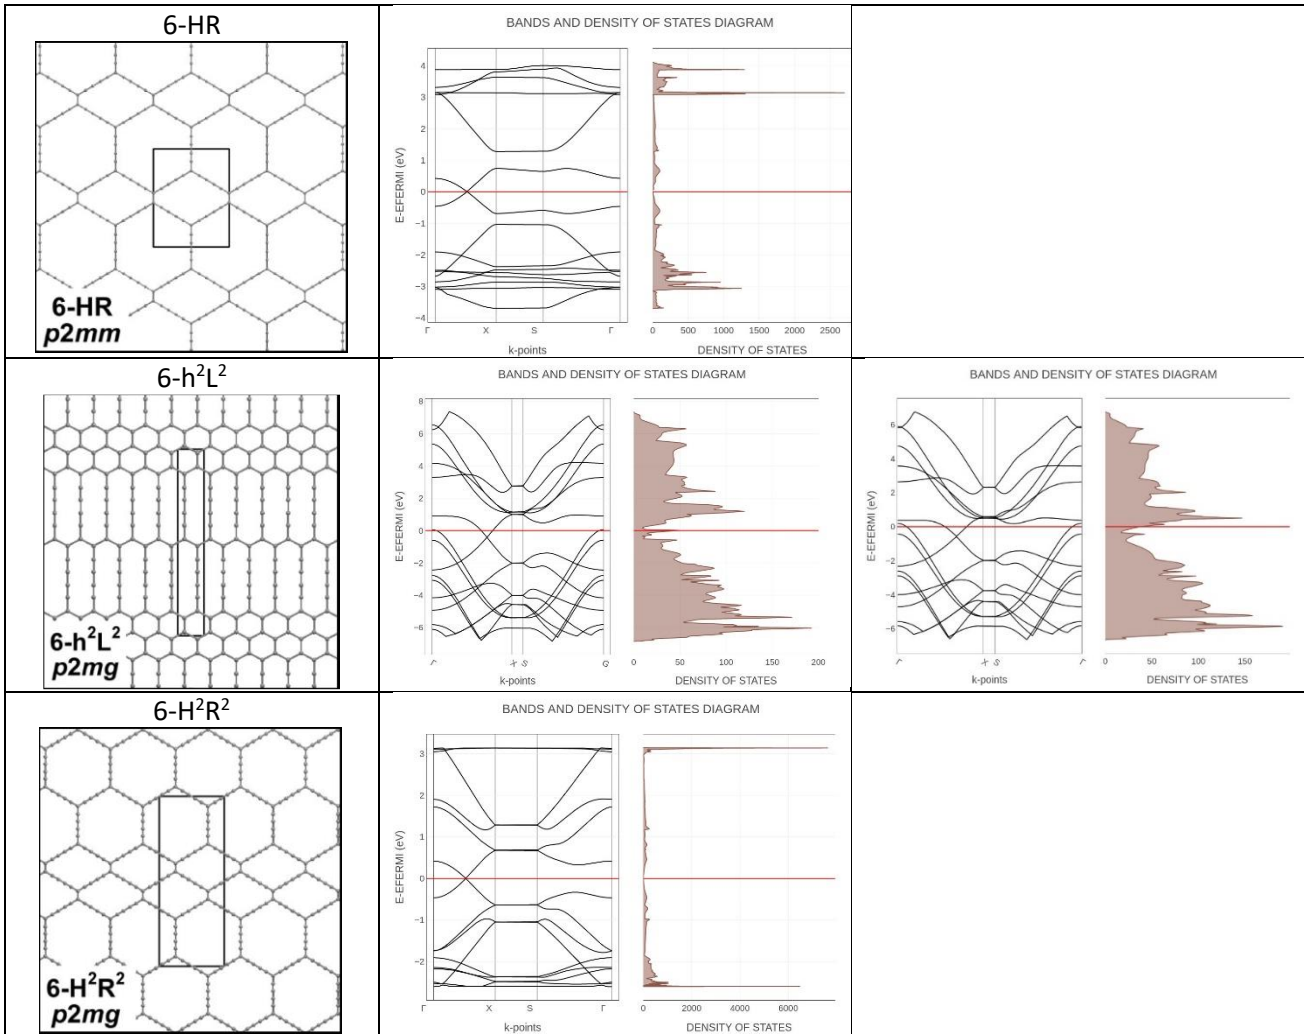 6-HR
6-HR
p2mm
BANDS AND DENSITY OF STATES DIAGRAM
E-EFERMI (eV)
4
3
2
1
0
−1
−2
−3
−4
Γ X S Γ
k-points
0 500 1000 1500 2000 2500
DENSITY OF STATES
6-h²L²
6-h²L²
p2mg
BANDS AND DENSITY OF STATES DIAGRAM
E-EFERMI (eV)
8
6
4
2
0
−2
−4
−6
Γ X S G
k-points
0 50 100 150 200
DENSITY OF STATES
BANDS AND DENSITY OF STATES DIAGRAM
E-EFERMI (eV)
6
4
2
0
−2
−4
−6
Γ X S Γ
k-points
0 50 100 150
DENSITY OF STATES
6-H²R²
6-H²R²
p2mg
BANDS AND DENSITY OF STATES DIAGRAM
E-EFERMI (eV)
3
2
1
0
−1
−2
Γ X S Γ
k-points
0 2000 4000 6000
DENSITY OF STATES